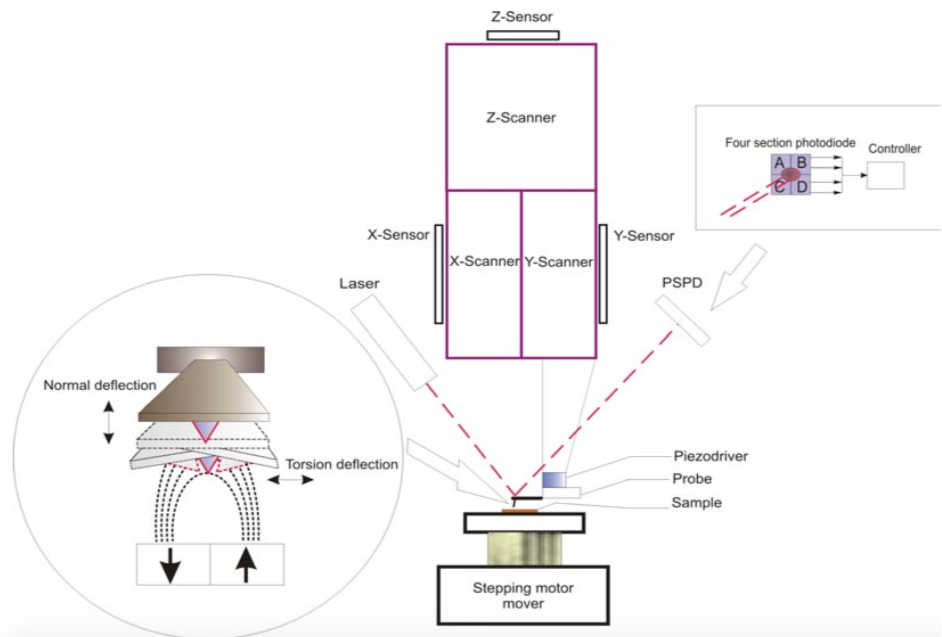 Z-Sensor
Z-Scanner
Four section photodiode
Controller
A B
C D
X-Sensor
Y-Sensor
X-Scanner
Y-Scanner
PSPD
Laser
Normal deflection
Torsion deflection
Piezodriver
Probe
Sample
Stepping motor
mover